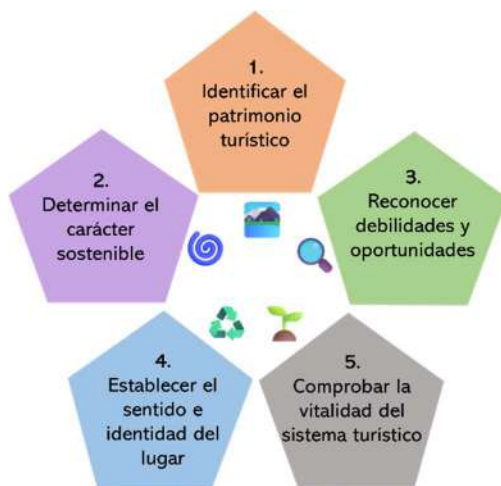 1.
Identificar el
patrimonio
turístico
2.
Determinar el
carácter
sostenible
3.
Reconocer
debilidades y
oportunidades
4.
Establecer el
sentido e
identidad del
lugar
5.
Comprobar la
vitalidad del
sistema turístico